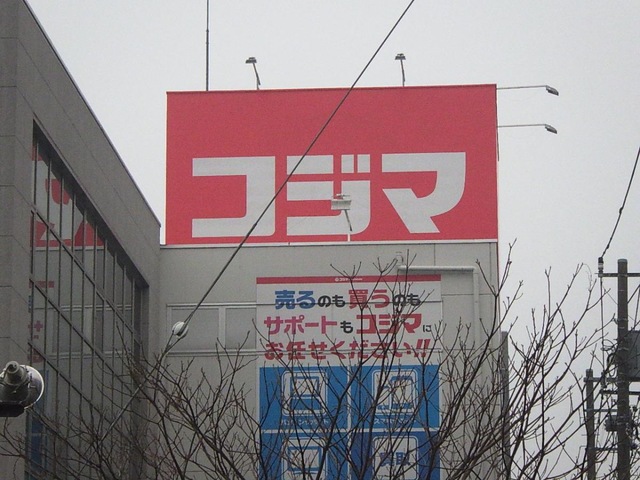 コジマ
売るのも買うのも
サポートもコジマに
お任せください!!